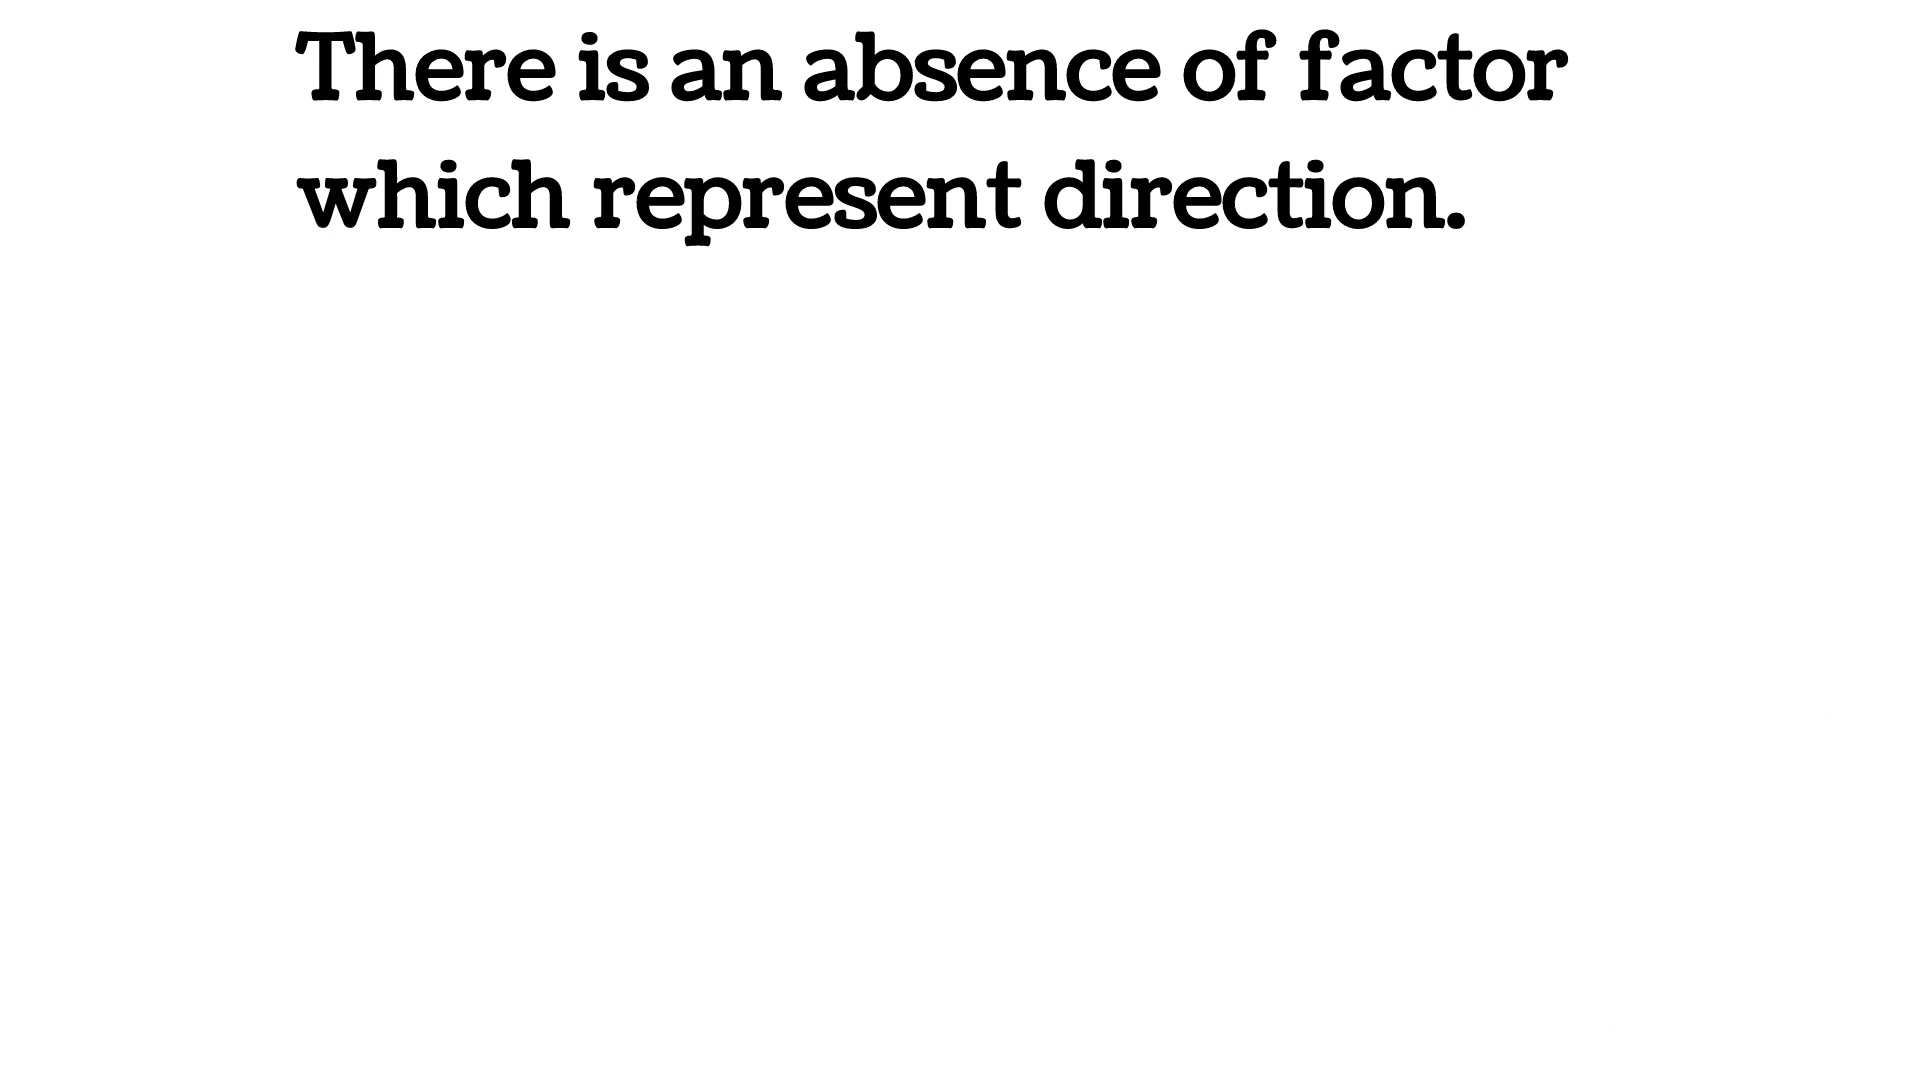 There is an absence of factor
which represent direction.